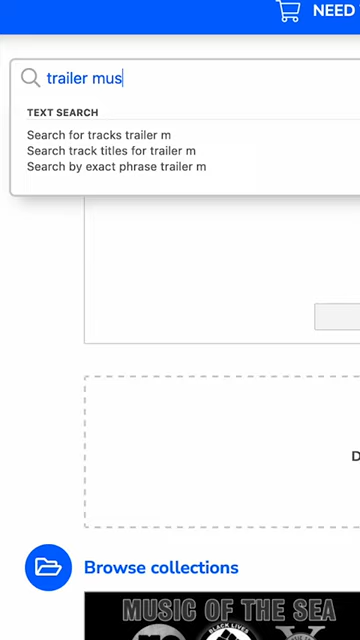 NEED
trailer mus
TEXT SEARCH
Search for tracks trailer m
Search track titles for trailer m
Search by exact phrase trailer m
D
Browse collections
MUSIC OF THE SEA
BLACK LIVES